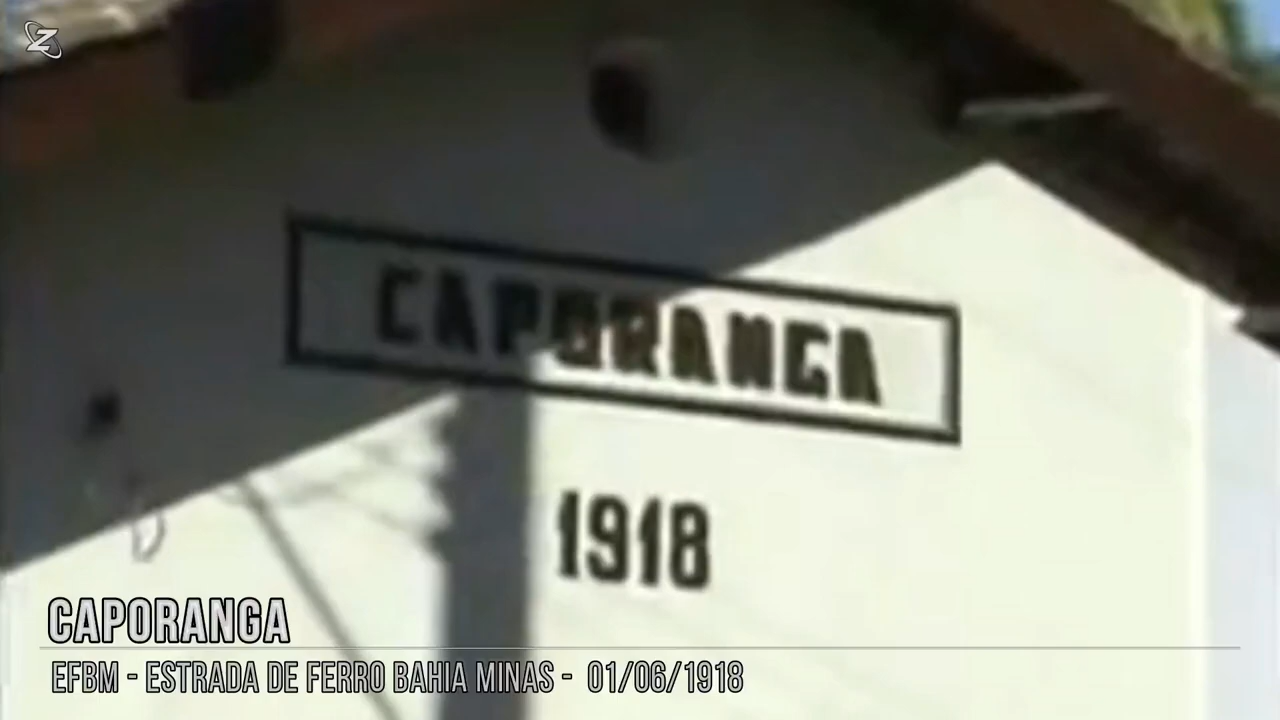 Z
CAPORANGA
1918
CAPORANGA
EFBM - ESTRADA DE FERRO BAHIA MINAS - 01/06/1918